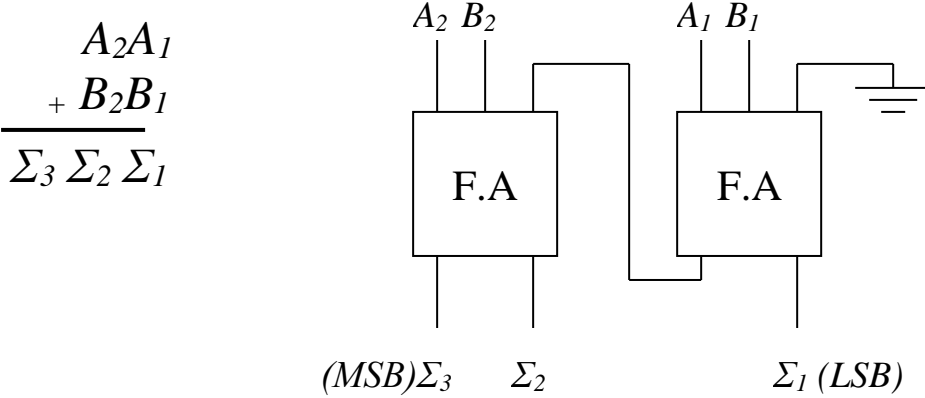 A₂A₁
+ B₂B₁
Σ₃ Σ₂ Σ₁
A₂ B₂ A₁ B₁
F.A F.A
(MSB)Σ₃ Σ₂ Σ₁ (LSB)